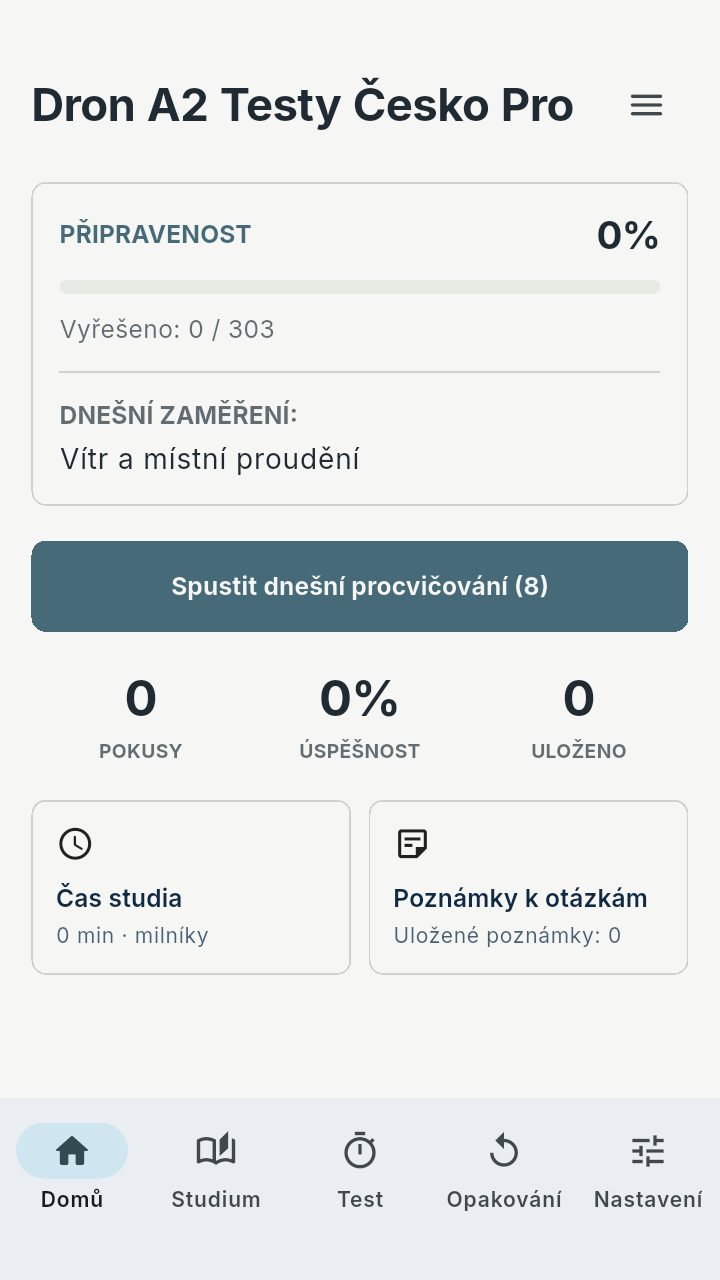 Dron A2 Testy Česko Pro
PŘIPRAVENOST
0%
Vyřešeno: 0 / 303
DNEŠNÍ ZAMĚŘENÍ:
Vítr a místní proudění
Spustit dnešní procvičování (8)
0
0%
0
POKUSY
ÚSPĚŠNOST
ULOŽENO
Čas studia
0 min · milníky
Poznámky k otázkám
Uložené poznámky: 0
Domů
Studium
Test
Opakování
Nastavení